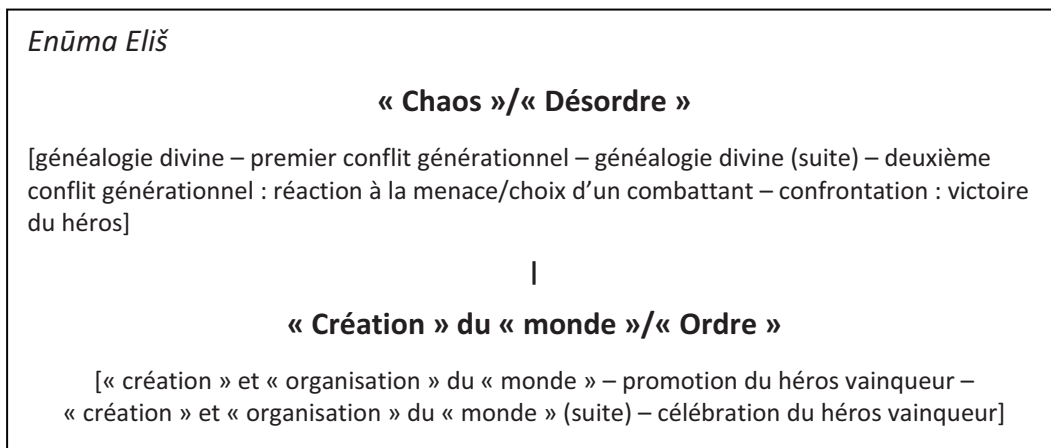 Enūma Eliš
« Chaos »/« Désordre »
[généalogie divine – premier conflit générationnel – généalogie divine (suite) – deuxième
conflit générationnel : réaction à la menace/choix d’un combattant – confrontation : victoire
du héros]
|
« Création » du « monde »/« Ordre »
[« création » et « organisation » du « monde » – promotion du héros vainqueur –
« création » et « organisation » du « monde » (suite) – célébration du héros vainqueur]